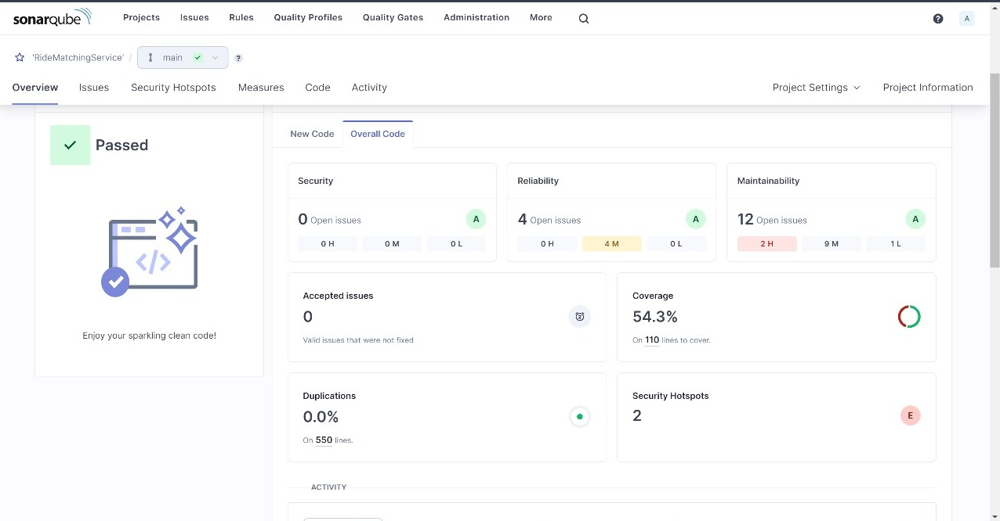 sonarqube Projects Issues Rules Quality Profiles Quality Gates Administration More ? A
'RideMatchingService' / main ?
Overview Issues Security Hotspots Measures Code Activity Project Settings Project Information
Passed
Enjoy your sparkling clean code!
New Code Overall Code
Security
0 Open issues A
0 H 0 M 0 L
Reliability
4 Open issues A
0 H 4 M 0 L
Maintainability
12 Open issues A
2 H 9 M 1 L
Accepted issues
0
Valid issues that were not fixed
Coverage
54.3%
On 110 lines to cover.
Duplications
0.0%
On 550 lines.
Security Hotspots
2 E
ACTIVITY